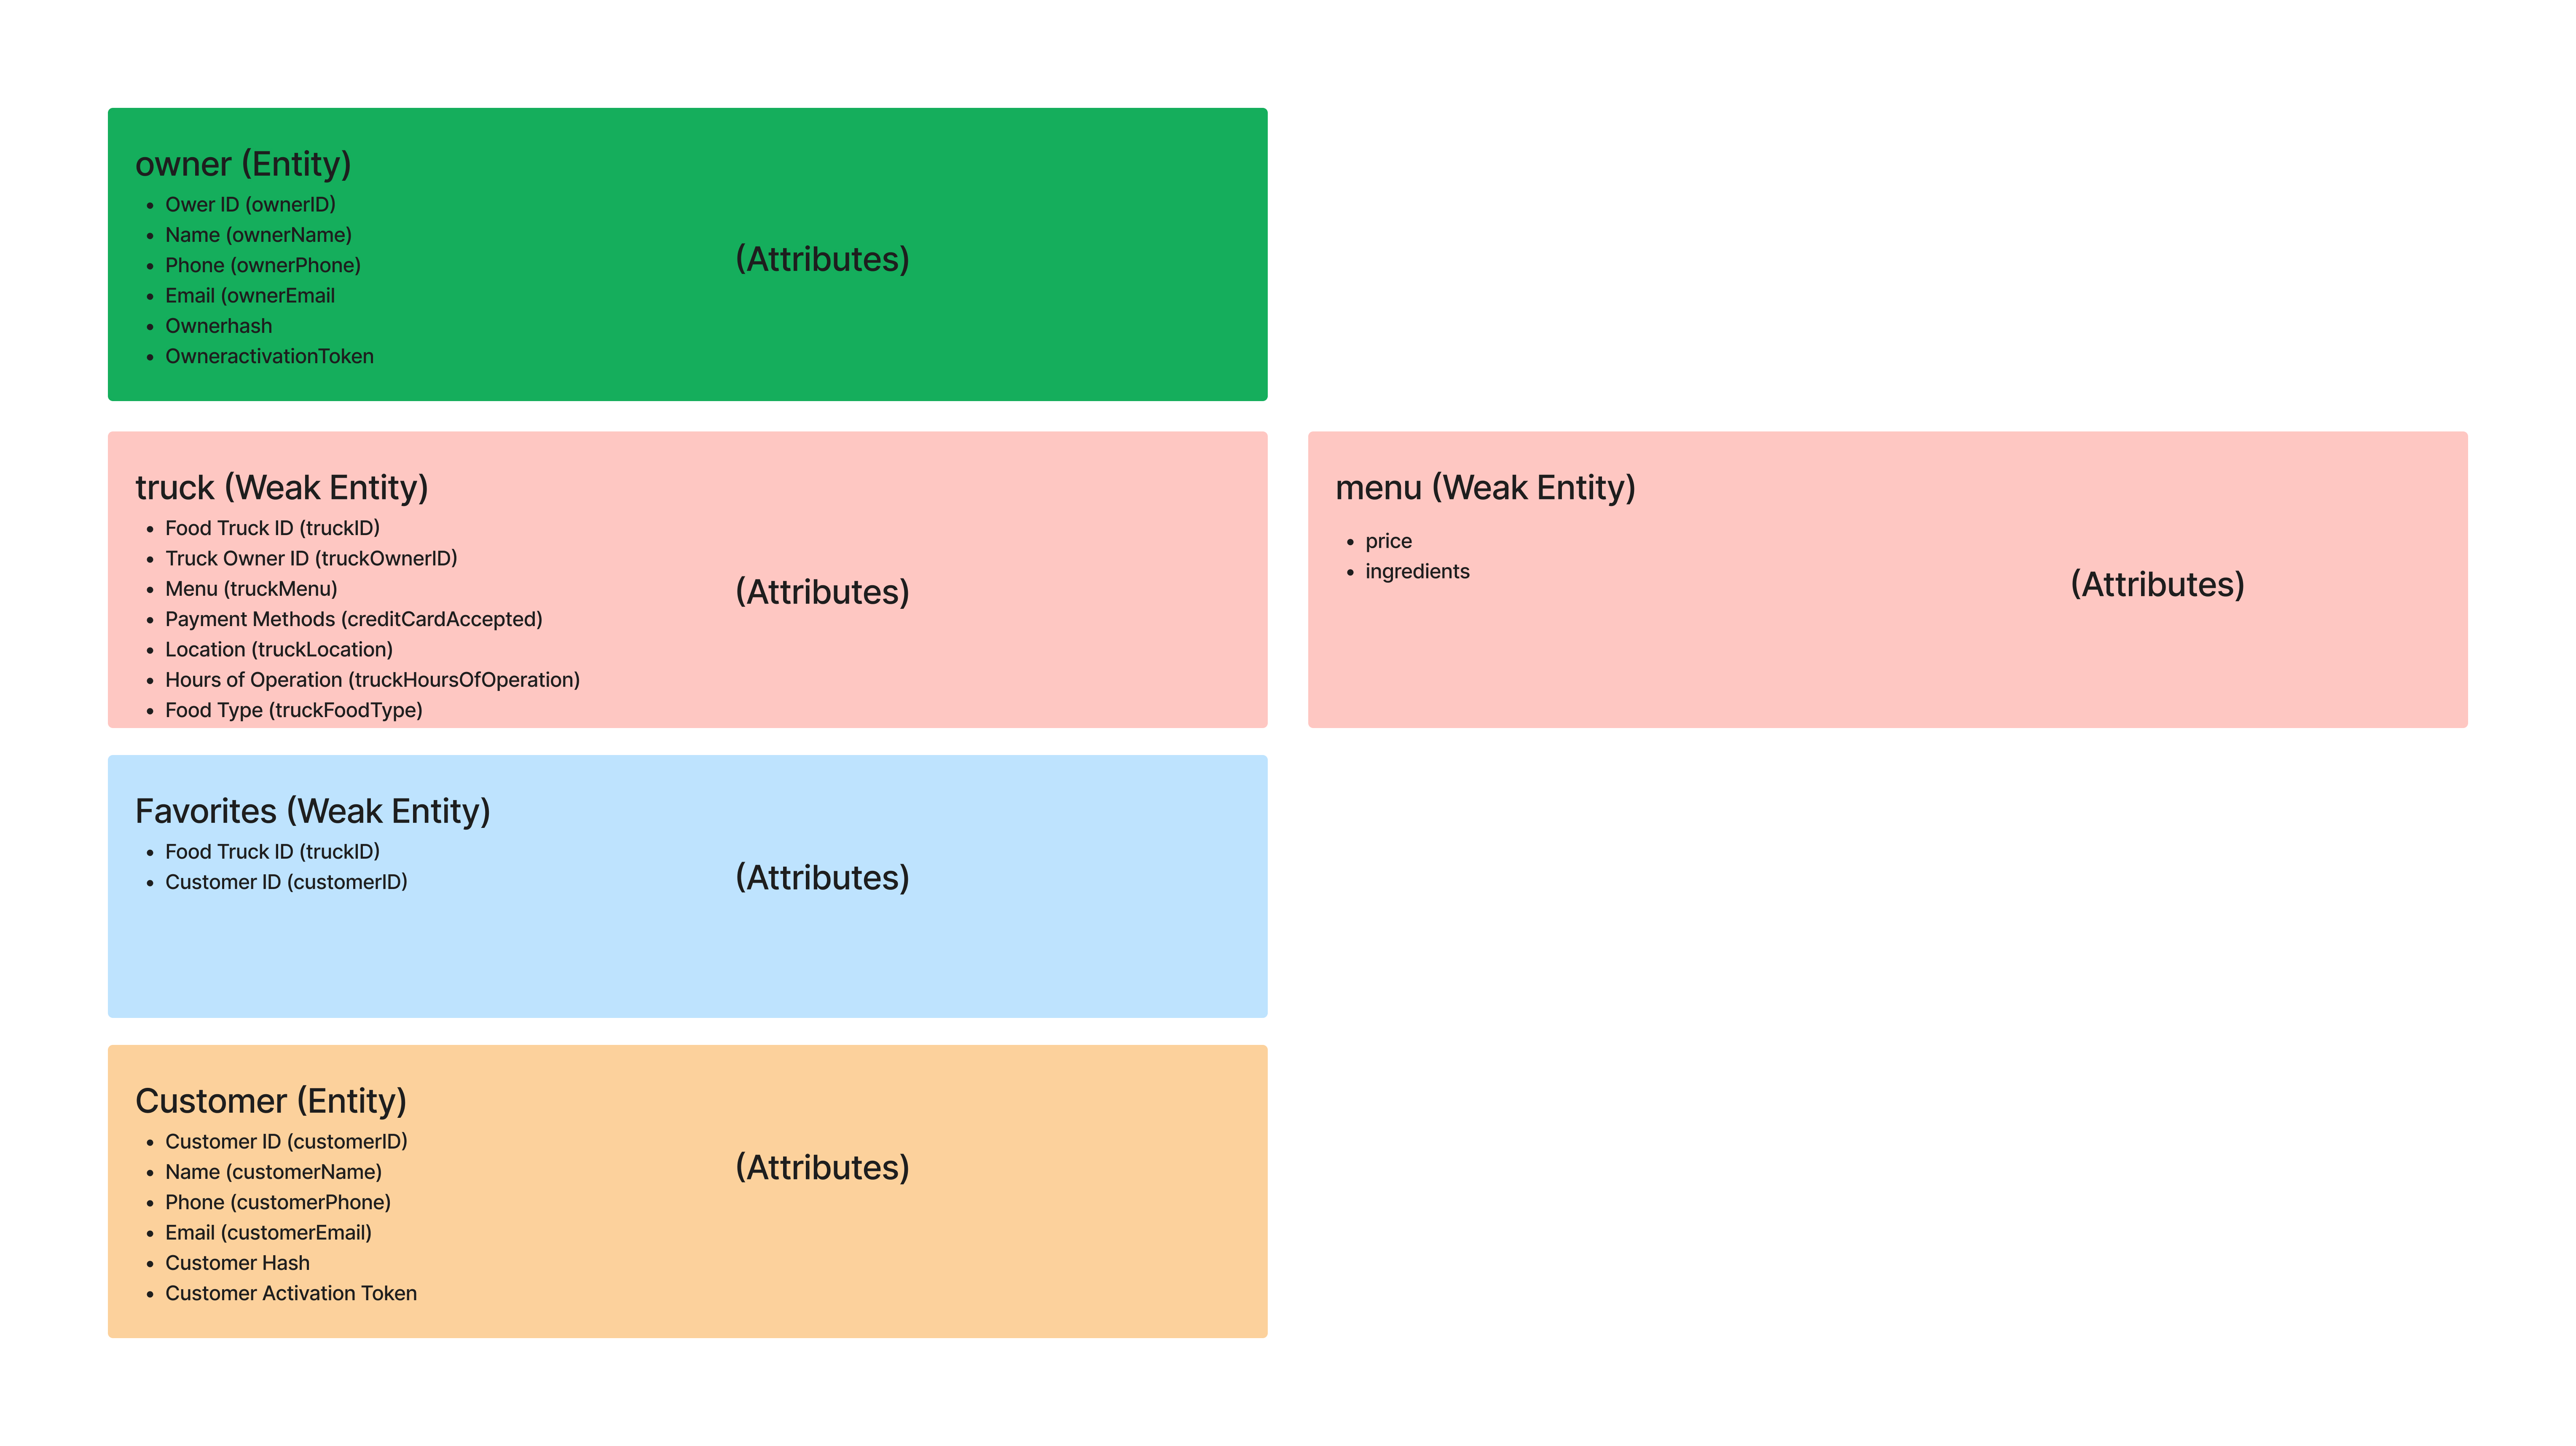 owner (Entity)
Ower ID (ownerID)
Name (ownerName)
Phone (ownerPhone)
Email (ownerEmail
Ownerhash
OwneractivationToken
(Attributes)
truck (Weak Entity)
Food Truck ID (truckID)
Truck Owner ID (truckOwnerID)
Menu (truckMenu)
Payment Methods (creditCardAccepted)
Location (truckLocation)
Hours of Operation (truckHoursOfOperation)
Food Type (truckFoodType)
(Attributes)
menu (Weak Entity)
price
ingredients
(Attributes)
Favorites (Weak Entity)
Food Truck ID (truckID)
Customer ID (customerID)
(Attributes)
Customer (Entity)
Customer ID (customerID)
Name (customerName)
Phone (customerPhone)
Email (customerEmail)
Customer Hash
Customer Activation Token
(Attributes)